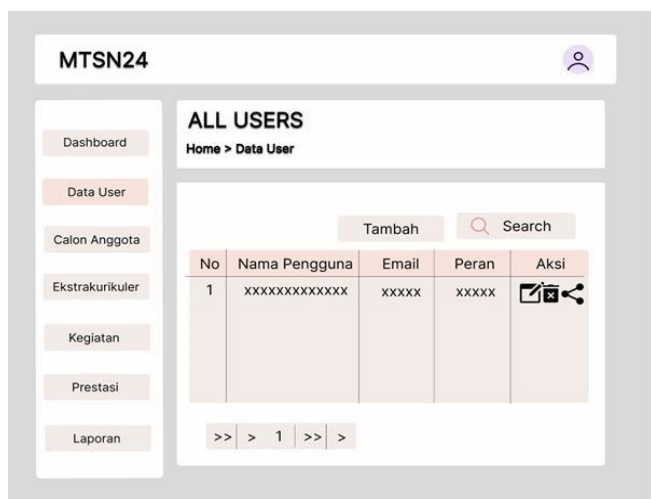 MTSN24
Dashboard
Data User
Calon Anggota
Ekstrakurikuler
Kegiatan
Prestasi
Laporan
ALL USERS
Home > Data User
Tambah
Search
No Nama Pengguna Email Peran Aksi
1 xxxxxxxxxxxxx xxxxx xxxxx
>> > 1 >> >